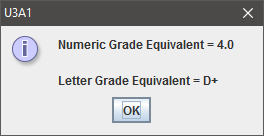 U3A1
Numeric Grade Equivalent = 4.0
Letter Grade Equivalent = D+
OK